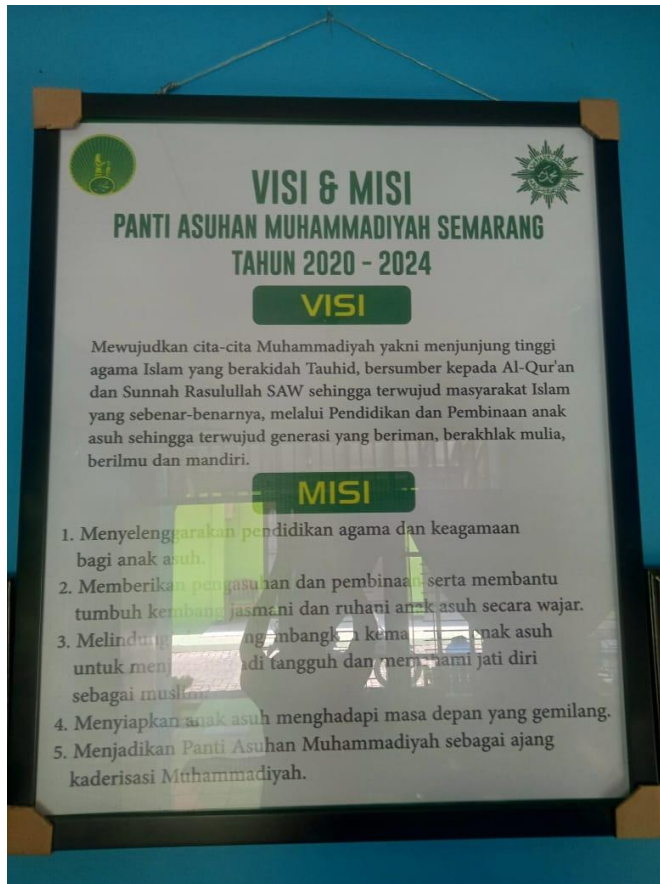 VISI & MISI
PANTI ASUHAN MUHAMMADIYAH SEMARANG
TAHUN 2020 - 2024
VISI
Mewujudkan cita-cita Muhammadiyah yakni menjunjung tinggi
agama Islam yang berakidah Tauhid, bersumber kepada Al-Qur'an
dan Sunnah Rasulullah SAW sehingga terwujud masyarakat Islam
yang sebenar-benarnya, melalui Pendidikan dan Pembinaan anak
asuh sehingga terwujud generasi yang beriman, berakhlak mulia,
berilmu dan mandiri.
MISI
1. Menyelenggarakan pendidikan agama dan keagamaan
bagi anak asuh.
2. Memberikan pengasuhan dan pembinaan serta membantu
tumbuh kembang jasmani dan ruhani anak asuh secara wajar.
3. anak asuh
untuk tangguh dan memahami jati diri
sebagai muslim
4. Menyiapkan anak asuh menghadapi masa depan yang gemilang.
5. Menjadikan Panti Asuhan Muhammadiyah sebagai ajang
kaderisasi Muhammadiyah.